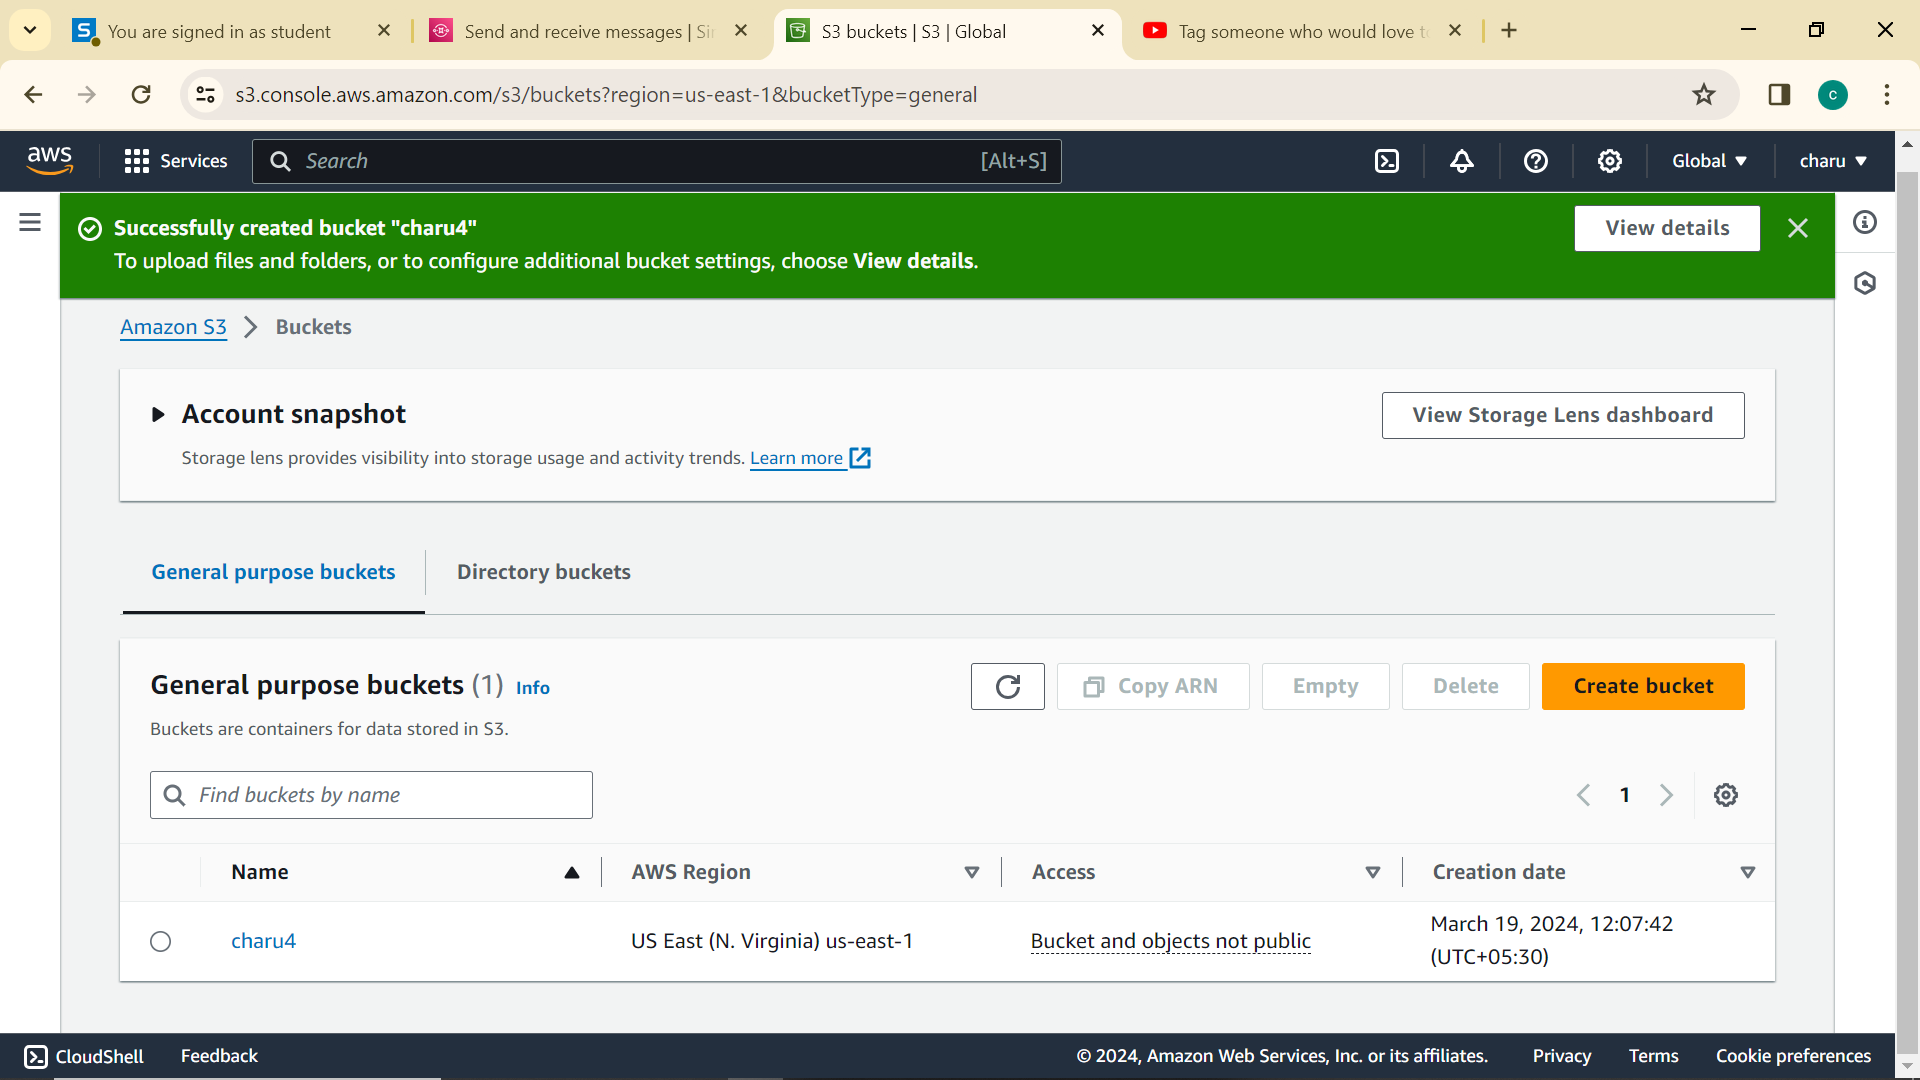 You are signed in as student
Send and receive messages | Sir
S3 buckets | S3 | Global
Tag someone who would love to
s3.console.aws.amazon.com/s3/buckets?region=us-east-1&bucketType=general
C
aws
Services
Search
[Alt+S]
Global
charu
Successfully created bucket "charu4"
To upload files and folders, or to configure additional bucket settings, choose View details.
View details
Amazon S3
Buckets
Account snapshot
Storage lens provides visibility into storage usage and activity trends. Learn more
View Storage Lens dashboard
General purpose buckets
Directory buckets
General purpose buckets (1) Info
Buckets are containers for data stored in S3.
Copy ARN
Empty
Delete
Create bucket
Find buckets by name
1
Name
AWS Region
Access
Creation date
charu4
US East (N. Virginia) us-east-1
Bucket and objects not public
March 19, 2024, 12:07:42
(UTC+05:30)
CloudShell
Feedback
© 2024, Amazon Web Services, Inc. or its affiliates.
Privacy
Terms
Cookie preferences